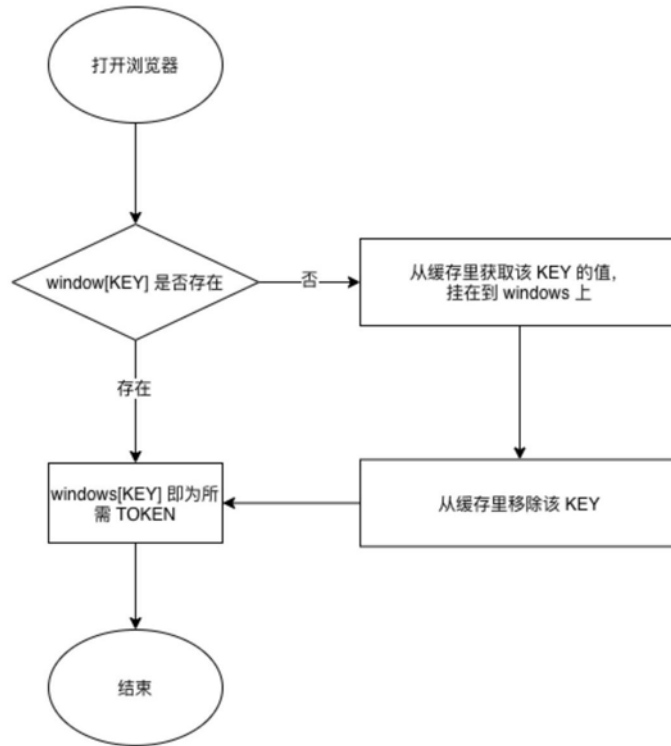 打开浏览器
window[KEY] 是否存在
否
从缓存里获取该 KEY 的值,
挂在到 windows 上
存在
windows[KEY] 即为所
需 TOKEN
从缓存里移除该 KEY
结束